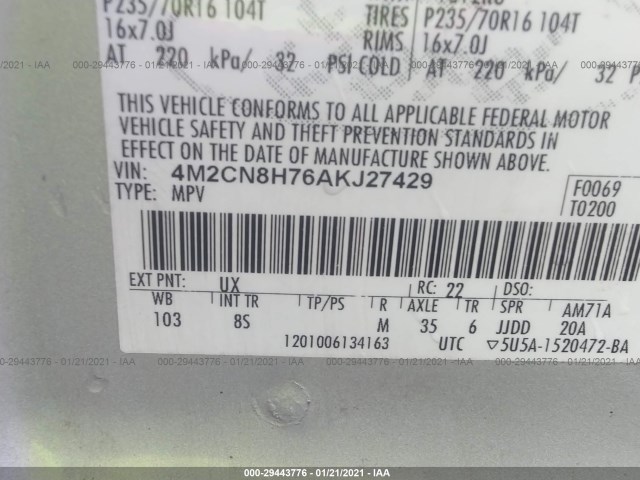 P235/70R16 104T
TIRES P235/70R16 104T
16x7.0J
RIMS 16x7.0J
AT 220 kPa/ 32 PSI COLD
AT 220 kPa/ 32 P
000-29443776 - 01/21/2021 - IAA
THIS VEHICLE CONFORMS TO ALL APPLICABLE FEDERAL MOTOR
VEHICLE SAFETY AND THEFT PREVENTION STANDARDS IN
EFFECT ON THE DATE OF MANUFACTURE SHOWN ABOVE.
VIN: 4M2CN8H76AKJ27429
TYPE: MPV
F0069
T0200
EXT PNT: UX RC: 22 DSO:
WB INT TR TP/PS R AXLE TR SPR AM71A
103 8S M 35 6 JJDD 20A
1201006134163 UTC ▽5U5A-1520472-BA
000-29443776 - 01/21/2021 - IAA